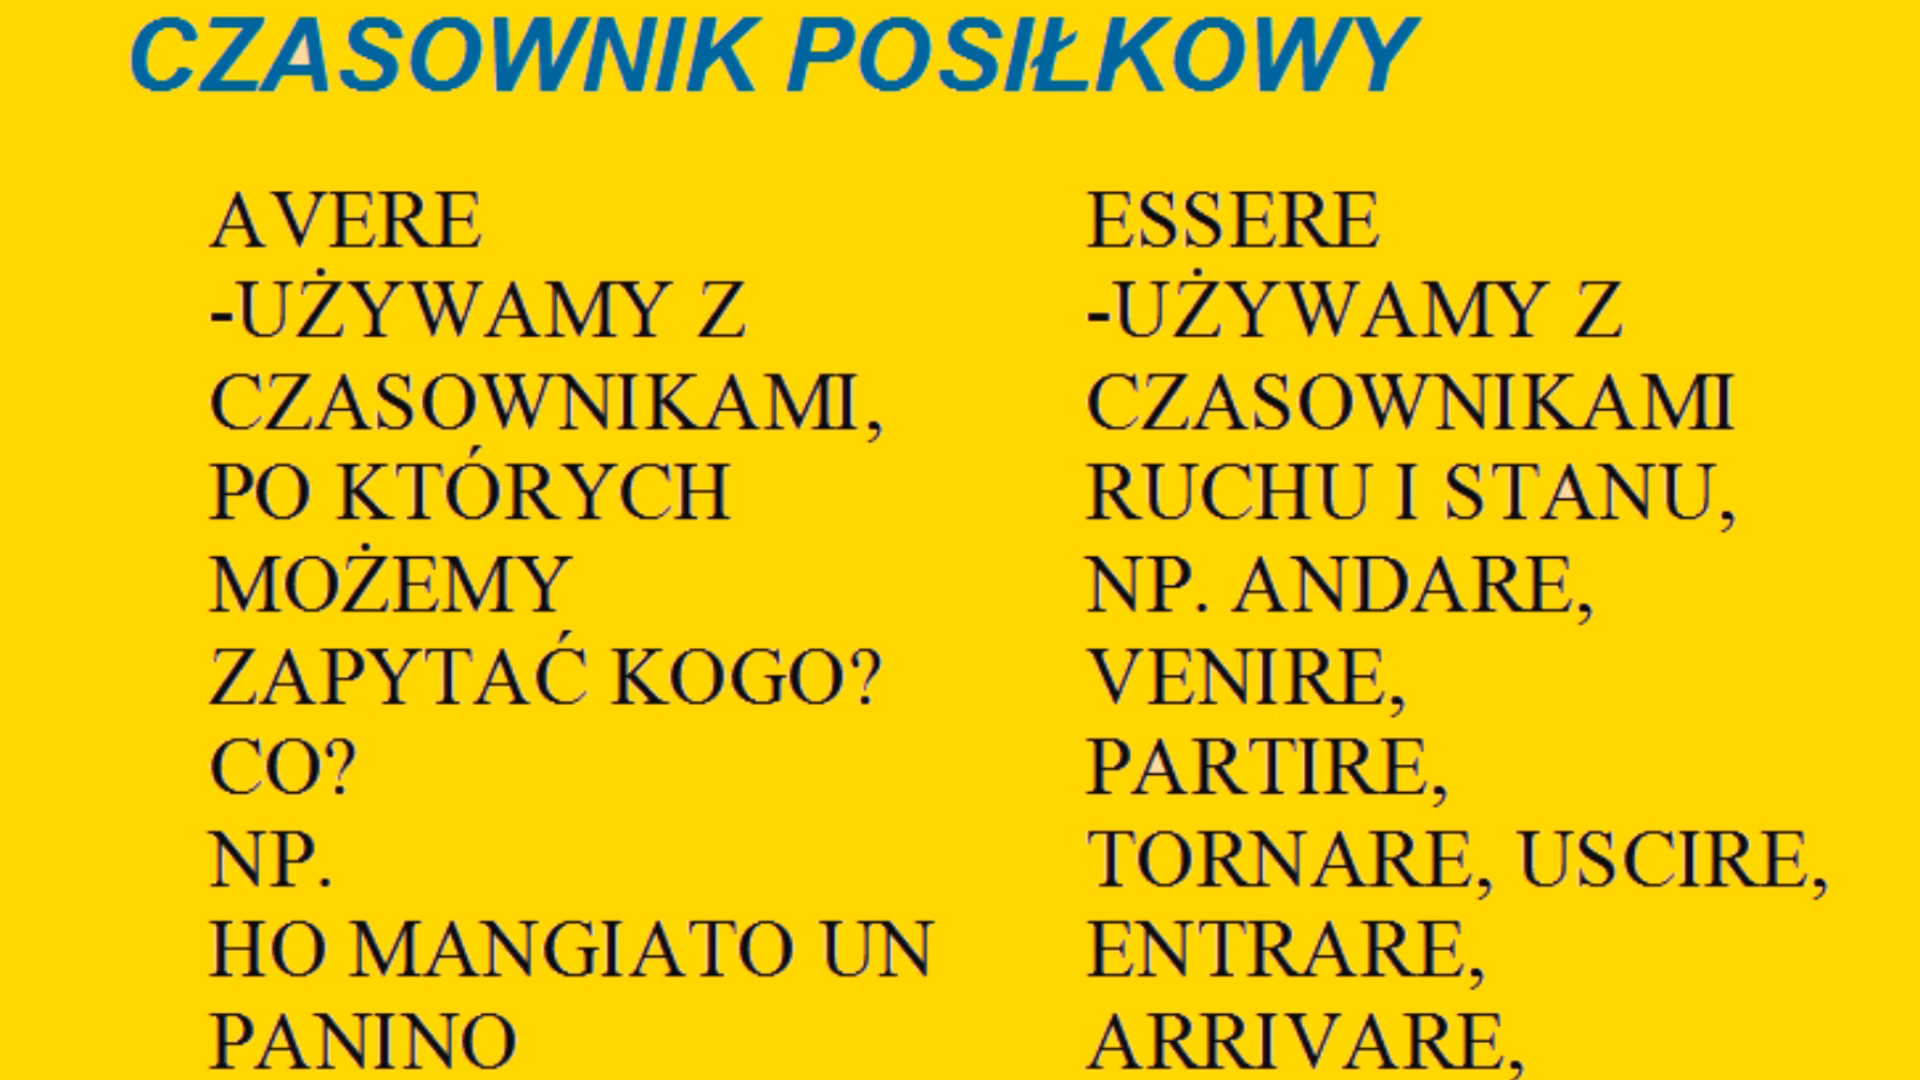 CZASOWNIK POSIŁKOWY
AVERE
-UŻYWAMY Z
CZASOWNIKAMI,
PO KTÓRYCH
MOŻEMY
ZAPYTAĆ KOGO?
CO?
NP.
HO MANGIATO UN
PANINO
ESSERE
-UŻYWAMY Z
CZASOWNIKAMI
RUCHU I STANU,
NP. ANDARE,
VENIRE,
PARTIRE,
TORNARE, USCIRE,
ENTRARE,
ARRIVARE,